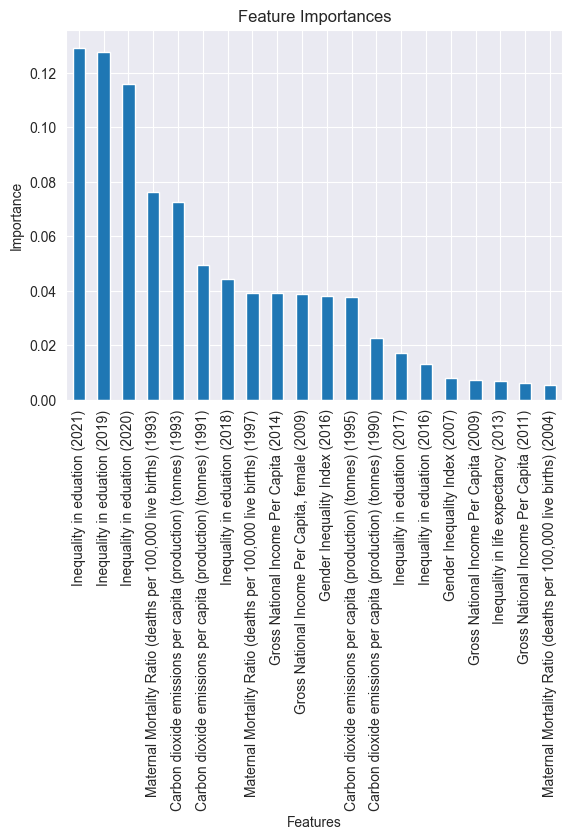 Feature Importances
Importance
0.12
0.10
0.08
0.06
0.04
0.02
0.00
Inequality in eduation (2021)
Inequality in eduation (2019)
Inequality in eduation (2020)
Maternal Mortality Ratio (deaths per 100,000 live births) (1993)
Carbon dioxide emissions per capita (production) (tonnes) (1993)
Carbon dioxide emissions per capita (production) (tonnes) (1991)
Inequality in eduation (2018)
Maternal Mortality Ratio (deaths per 100,000 live births) (1997)
Gross National Income Per Capita (2014)
Gross National Income Per Capita, female (2009)
Gender Inequality Index (2016)
Carbon dioxide emissions per capita (production) (tonnes) (1995)
Carbon dioxide emissions per capita (production) (tonnes) (1990)
Inequality in eduation (2017)
Inequality in eduation (2016)
Gender Inequality Index (2007)
Gross National Income Per Capita (2009)
Inequality in life expectancy (2013)
Gross National Income Per Capita (2011)
Maternal Mortality Ratio (deaths per 100,000 live births) (2004)
Features